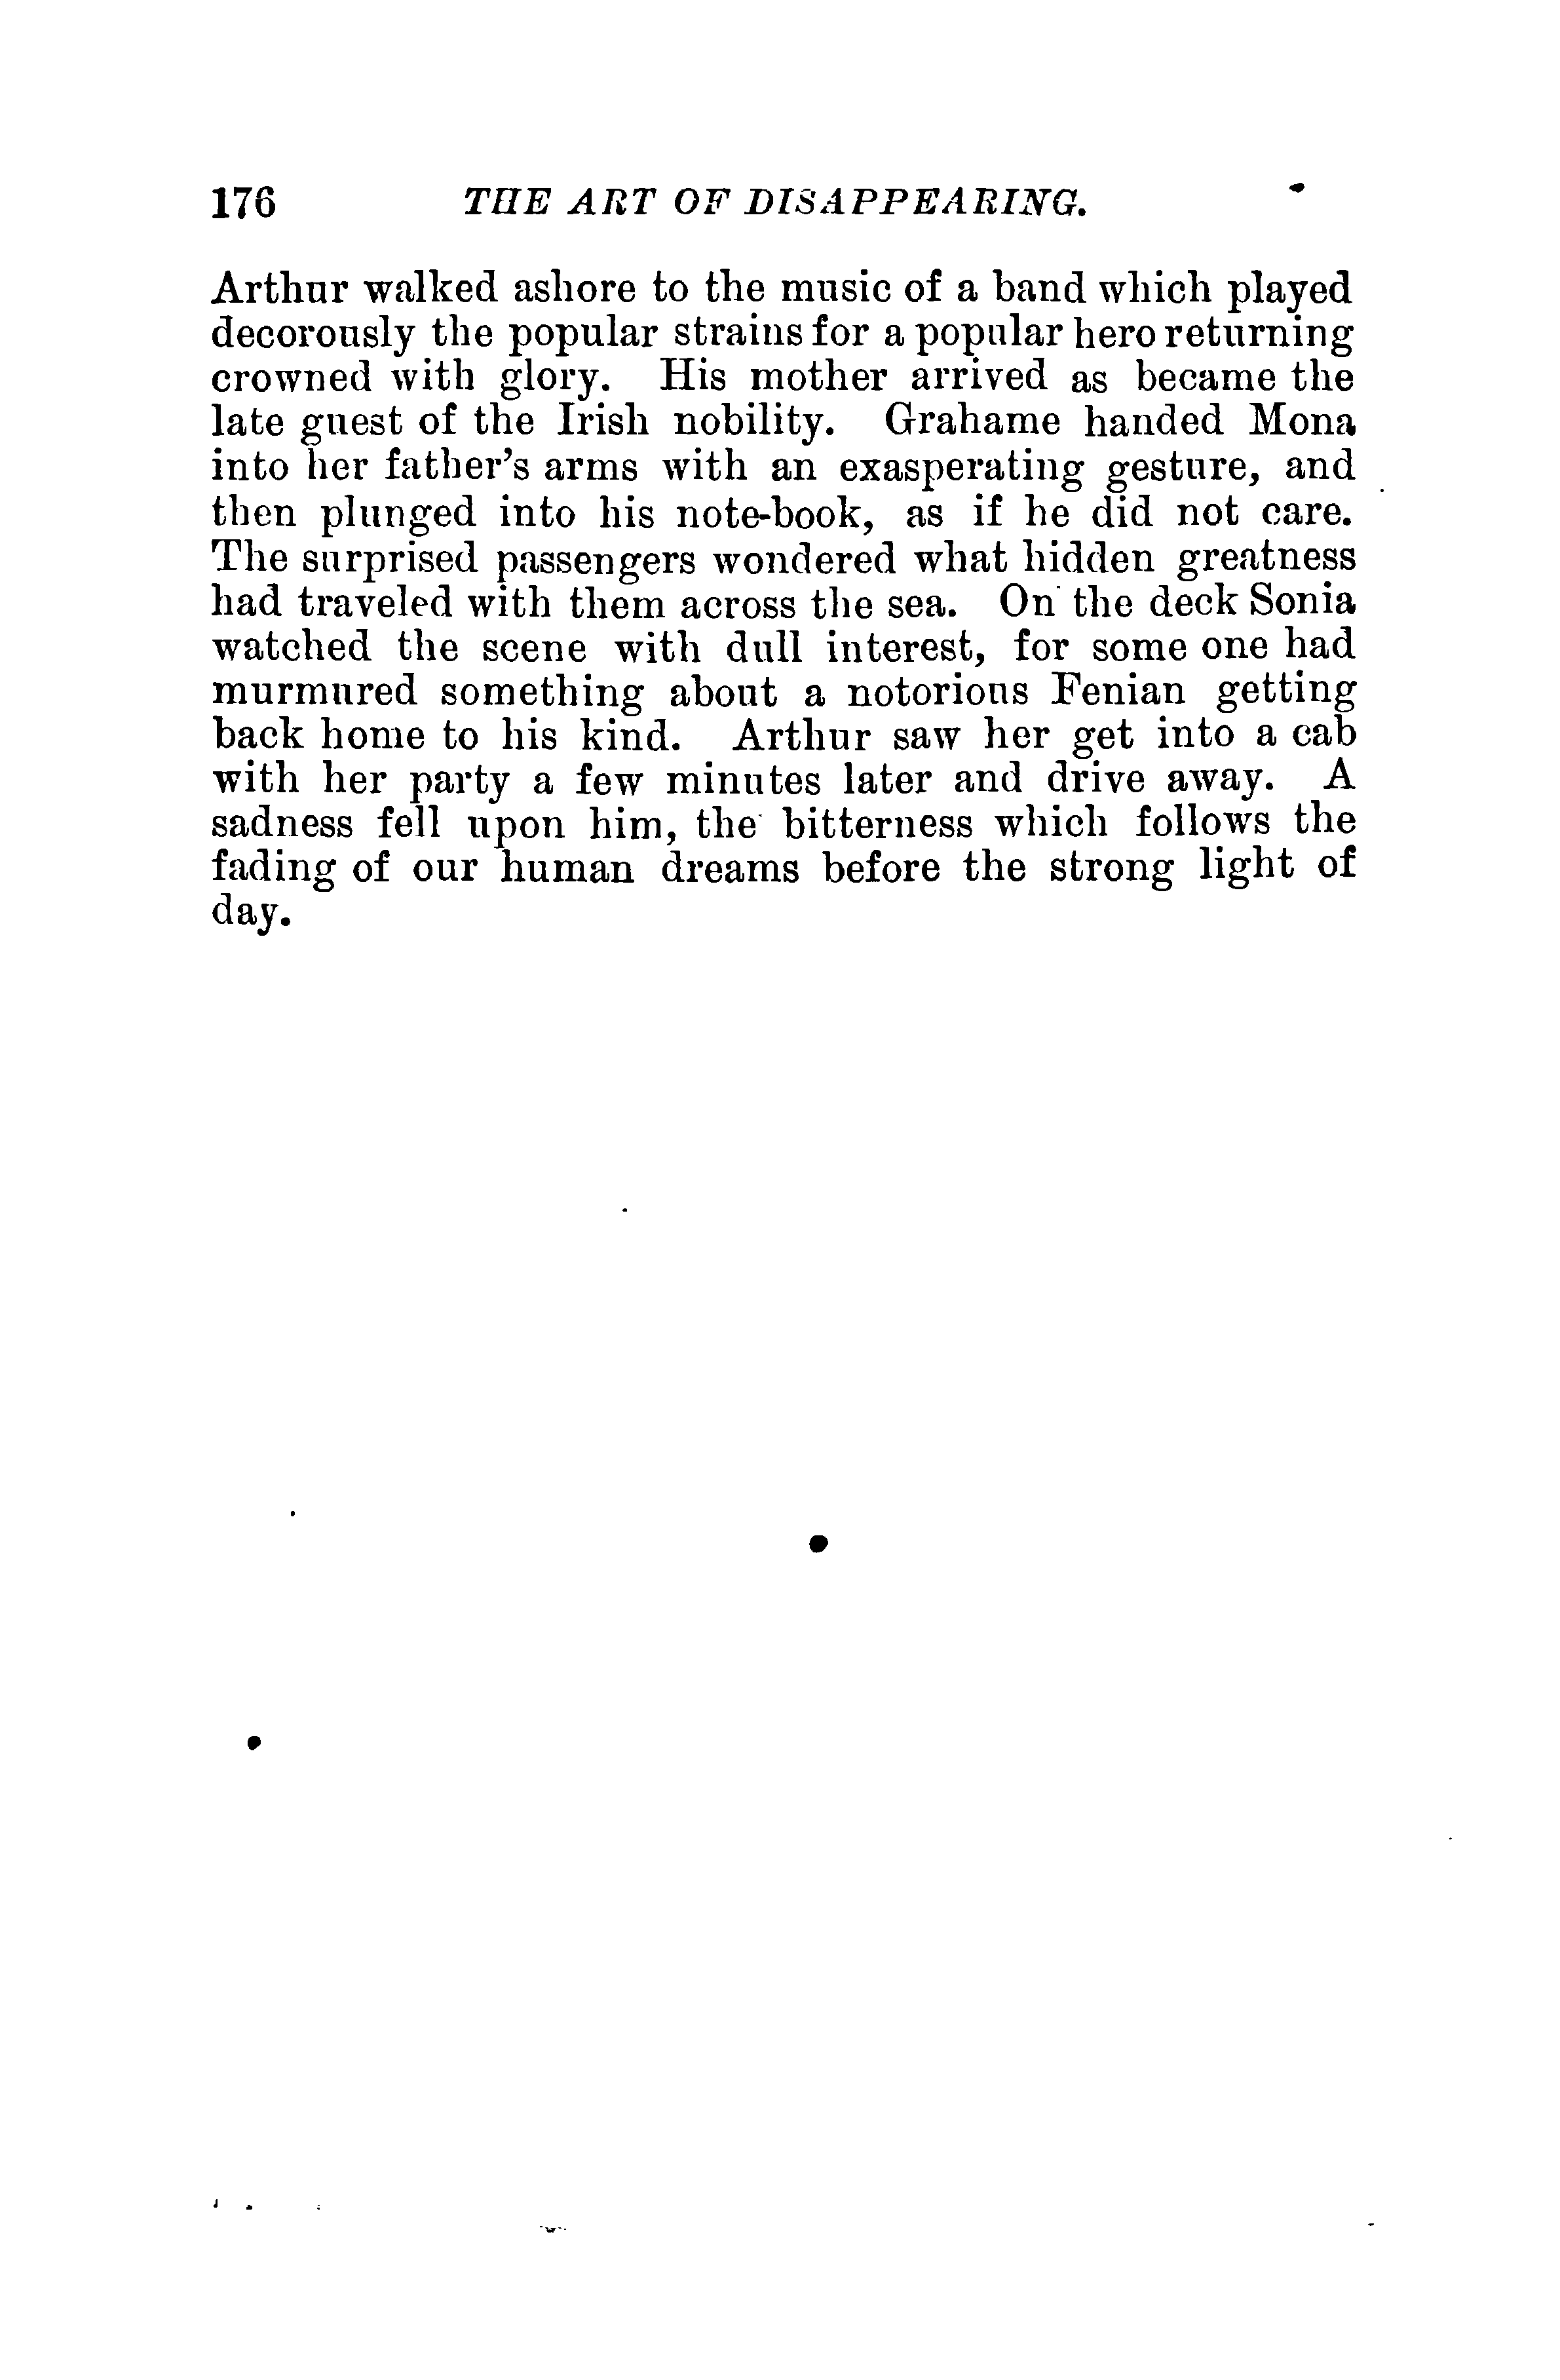 176 THE ART OF DISAPPEARING.
Arthur walked ashore to the music of a band which played
decorously the popular strains for a popular hero returning
crowned with glory. His mother arrived as became the
late guest of the Irish nobility. Grahame handed Mona
into her father's arms with an exasperating gesture, and
then plunged into his note-book, as if he did not care.
The surprised passengers wondered what hidden greatness
had traveled with them across the sea. On the deck Sonia
watched the scene with dull interest, for some one had
murmured something about a notorious Fenian getting
back home to his kind. Arthur saw her get into a cab
with her party a few minutes later and drive away. A
sadness fell upon him, the bitterness which follows the
fading of our human dreams before the strong light of
day.